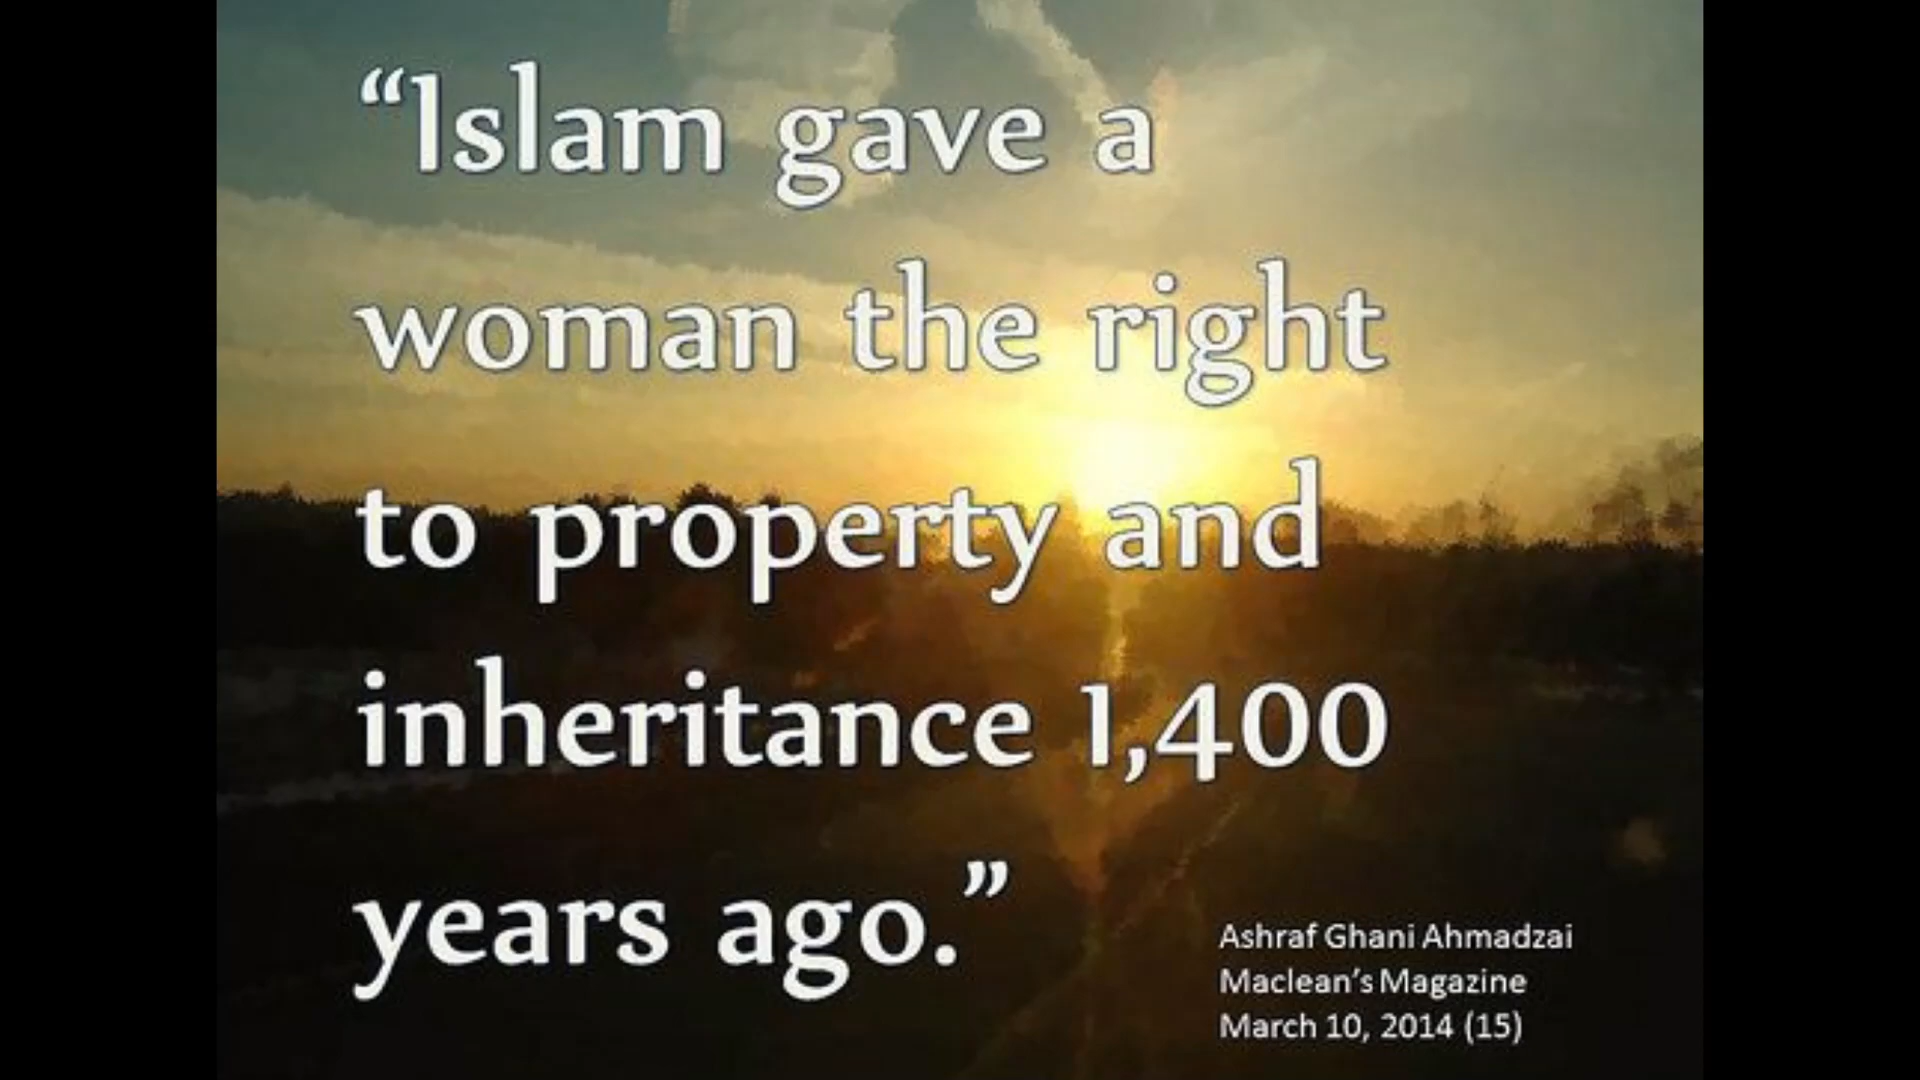 “Islam gave a
woman the right
to property and
inheritance 1,400
years ago.”
Ashraf Ghani Ahmadzai
Maclean’s Magazine
March 10, 2014 (15)